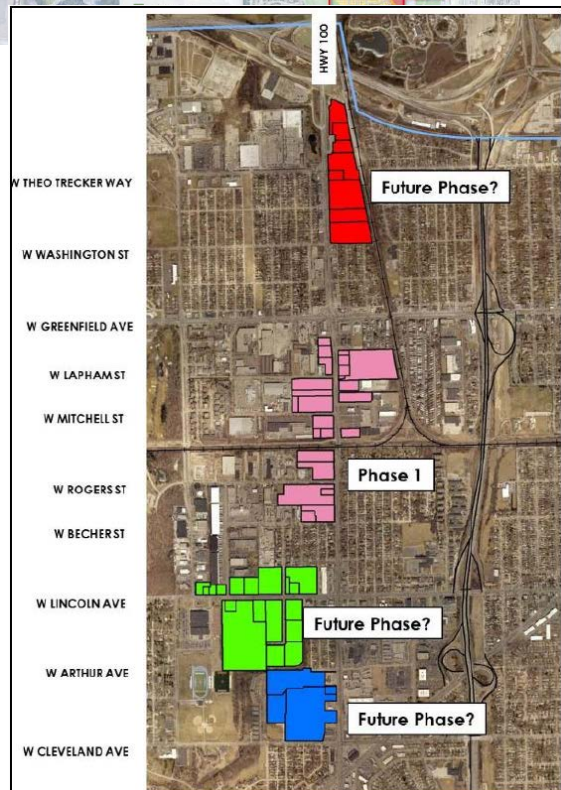 HWY 100
W THEO TRECKER WAY
Future Phase?
W WASHINGTON ST
W GREENFIELD AVE
W LAPHAM ST
W MITCHELL ST
Phase 1
W ROGERS ST
W BECHER ST
W LINCOLN AVE
Future Phase?
W ARTHUR AVE
Future Phase?
W CLEVELAND AVE